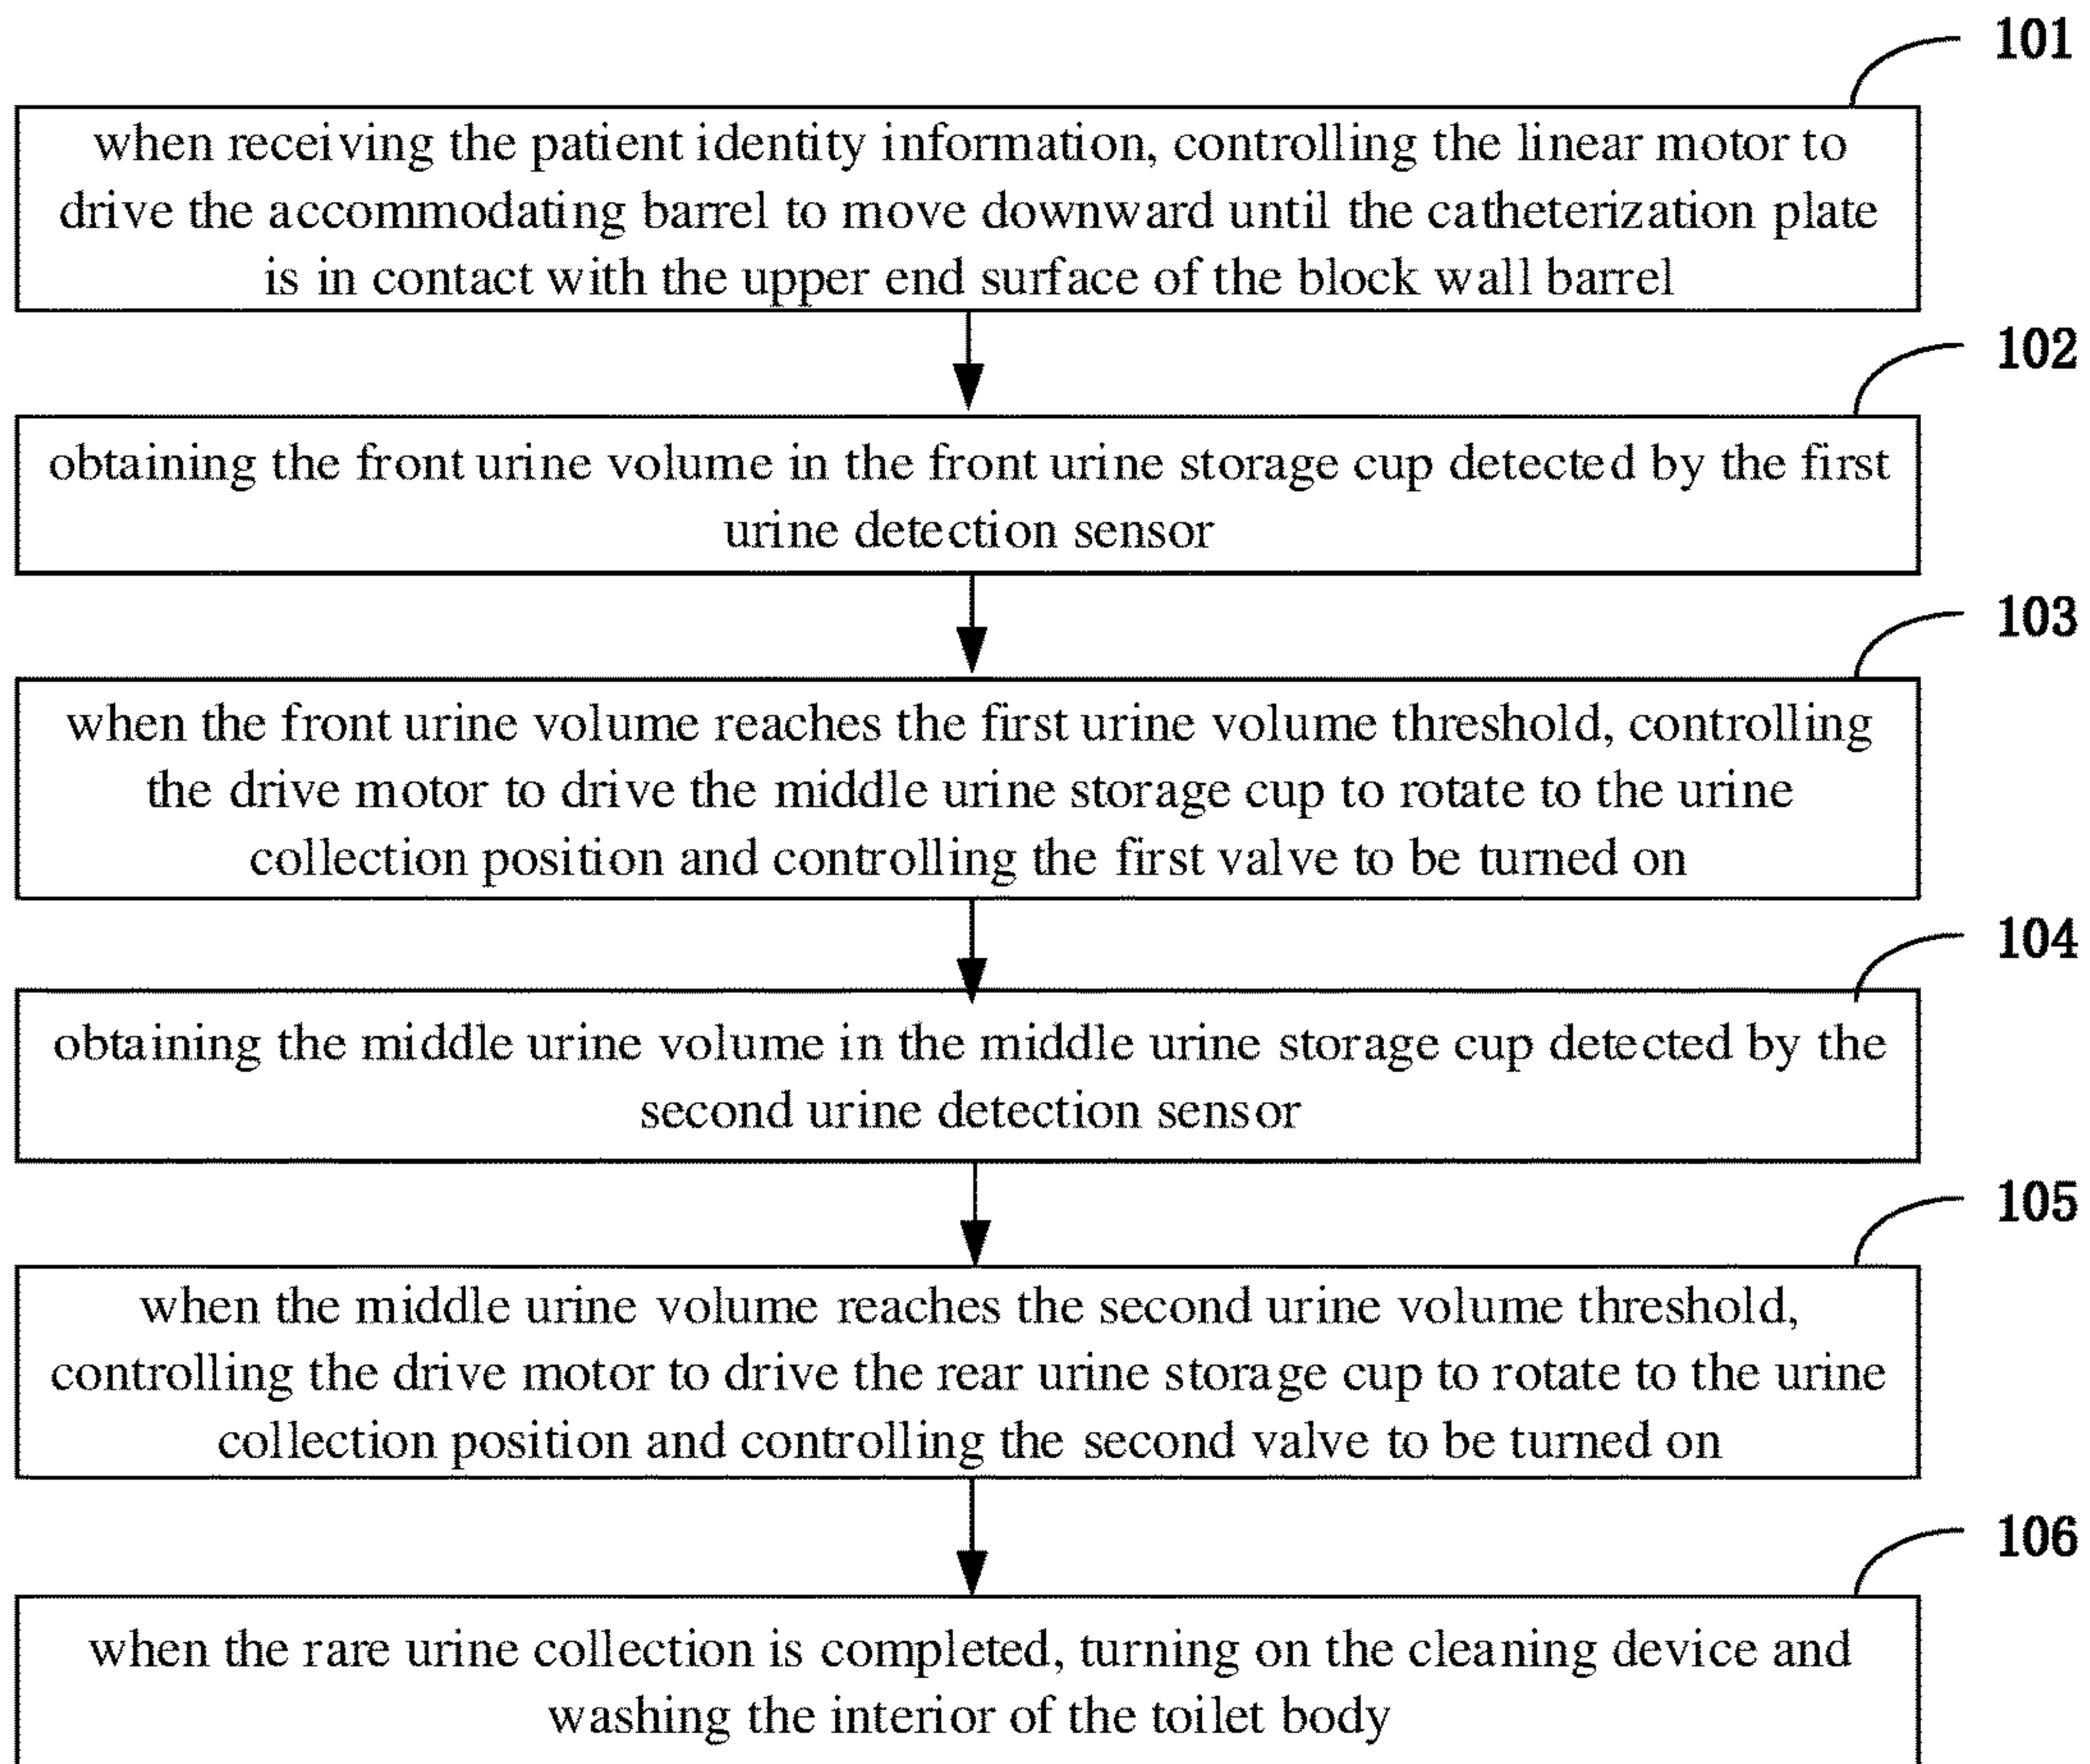 101
when receiving the patient identity information, controlling the linear motor to
drive the accommodating barrel to move downward until the catheterization plate
is in contact with the upper end surface of the block wall barrel
102
obtaining the front urine volume in the front urine storage cup detected by the first
urine detection sensor
103
when the front urine volume reaches the first urine volume threshold, controlling
the drive motor to drive the middle urine storage cup to rotate to the urine
collection position and controlling the first valve to be turned on
104
obtaining the middle urine volume in the middle urine storage cup detected by the
second urine detection sensor
105
when the middle urine volume reaches the second urine volume threshold,
controlling the drive motor to drive the rear urine storage cup to rotate to the urine
collection position and controlling the second valve to be turned on
106
when the rare urine collection is completed, turning on the cleaning device and
washing the interior of the toilet body